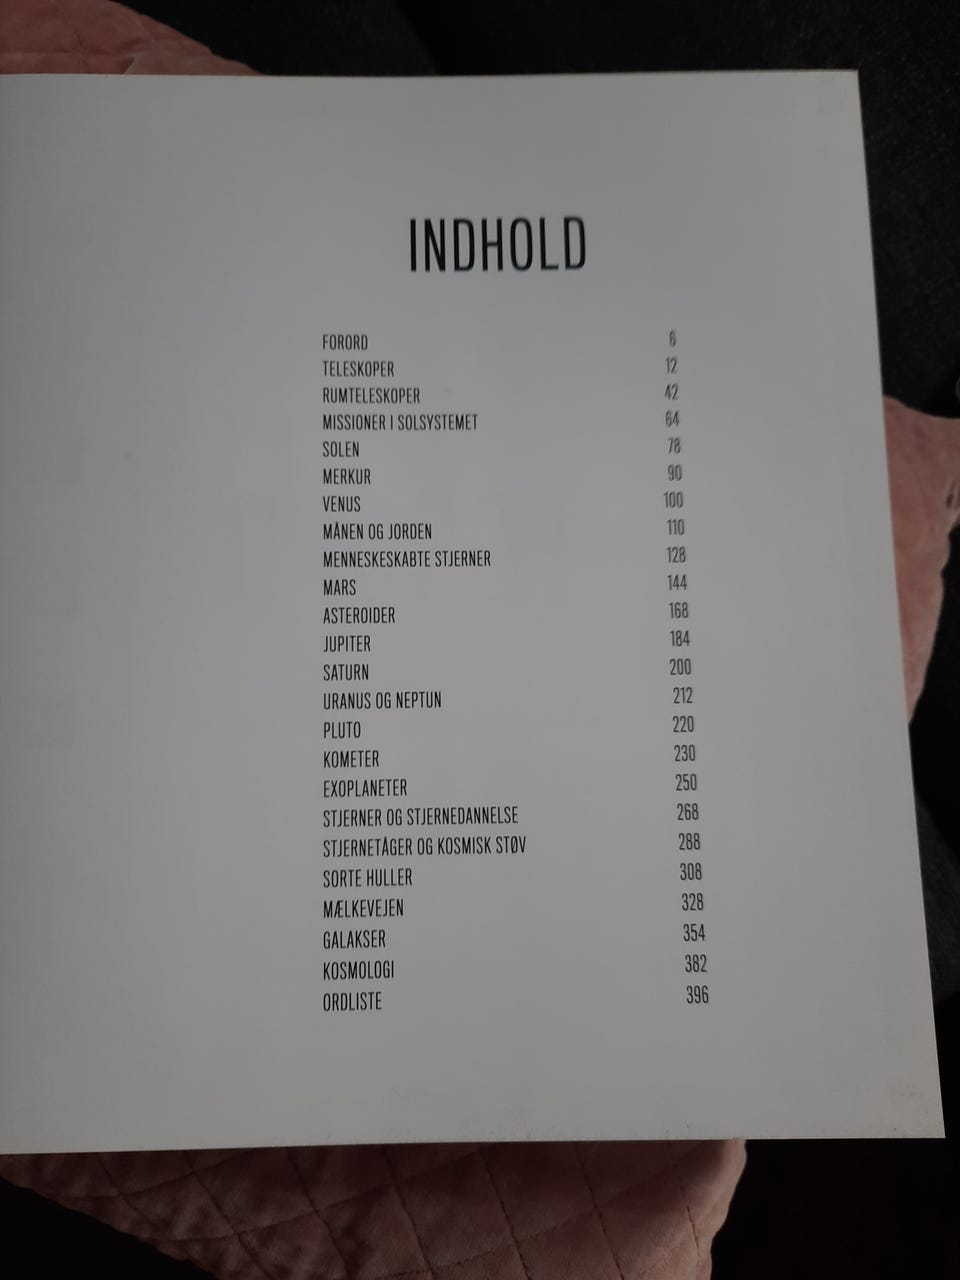 INDHOLD
FORORD 6
TELESKOPER 12
RUMTELESKOPER 42
MISSIONER I SOLSYSTEMET 64
SOLEN 78
MERKUR 90
VENUS 100
MÅNEN OG JORDEN 110
MENNESKESKABTE STJERNER 128
MARS 144
ASTEROIDER 168
JUPITER 184
SATURN 200
URANUS OG NEPTUN 212
PLUTO 220
KOMETER 230
EXOPLANETER 250
STJERNER OG STJERNEDANNELSE 268
STJERNETÅGER OG KOSMISK STØV 288
SORTE HULLER 308
MÆLKEVEJEN 328
GALAKSER 354
KOSMOLOGI 382
ORDLISTE 396